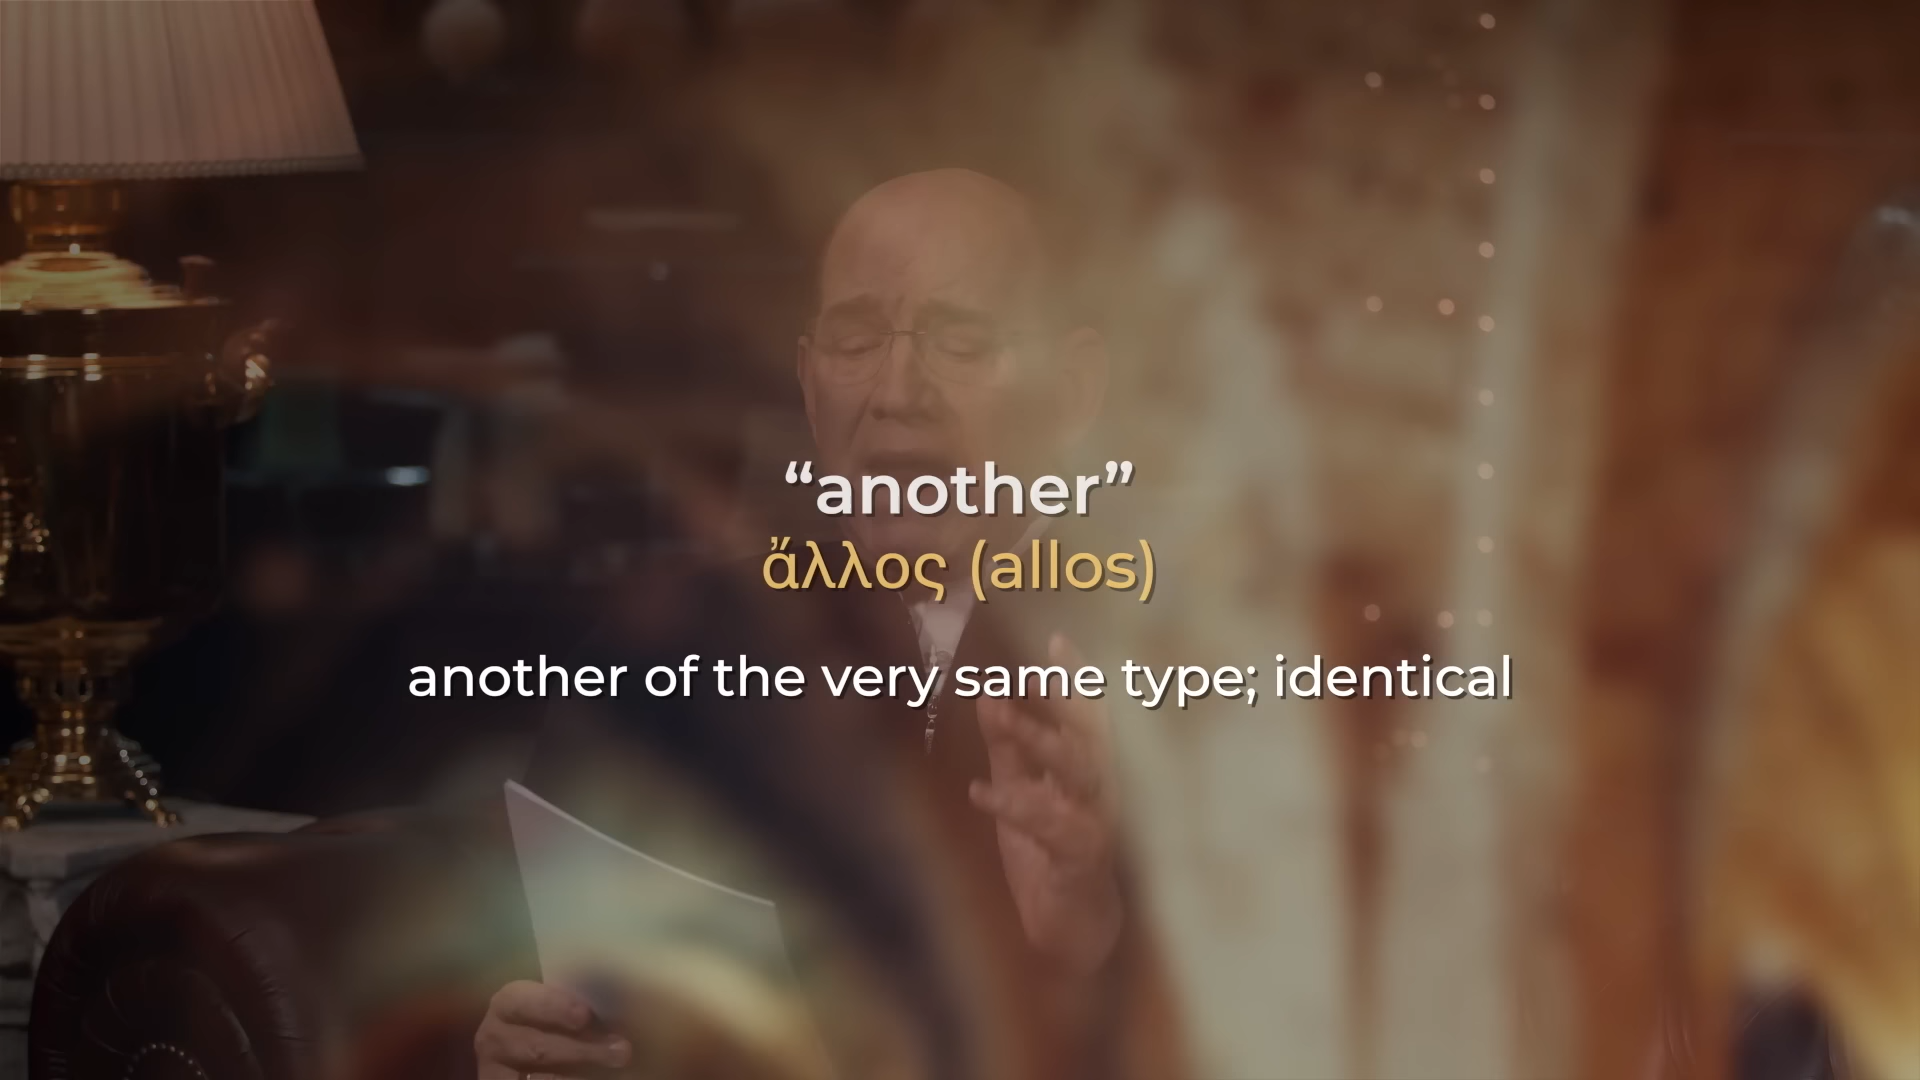 “another”
ἄλλος (allos)
another of the very same type; identical